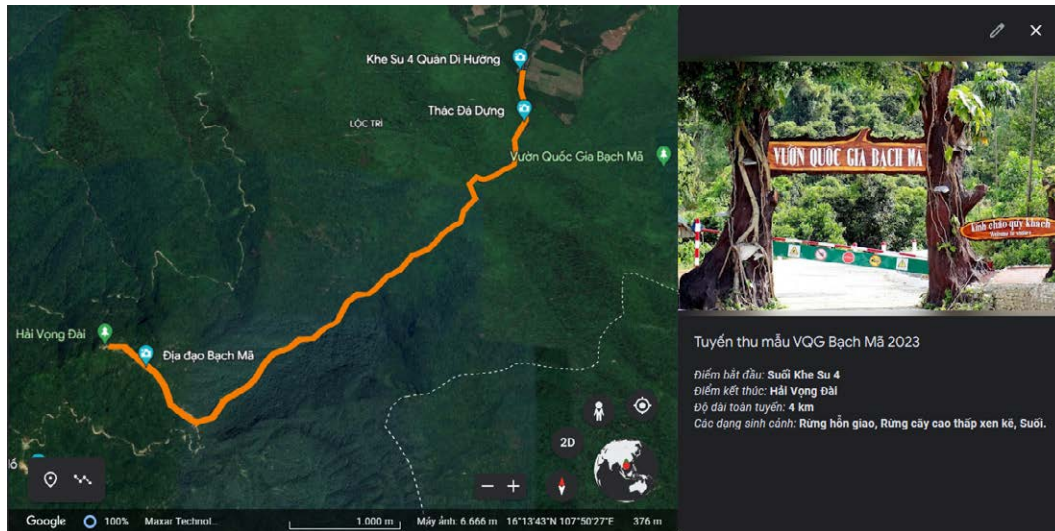 Khe Su 4 Quán Di Hường
Thác Đá Dựng
LỘC TRÌ
Vườn Quốc Gia Bạch Mã
Hải Vọng Đài
Địa đạo Bạch Mã
2D
Google 100% Maxar Technol... 1.000 m Máy ảnh: 6.666 m 16°13'43"N 107°50'27"E 376 m
VƯỜN QUỐC GIA BẠCH MÃ
Kính chào quý khách
Welcome to visitors
Tuyến thu mẫu VQG Bạch Mã 2023
Điểm bắt đầu: Suối Khe Su 4
Điểm kết thúc: Hải Vọng Đài
Độ dài toàn tuyến: 4 km
Các dạng sinh cảnh: Rừng hỗn giao, Rừng cây cao thấp xen kẽ, Suối.